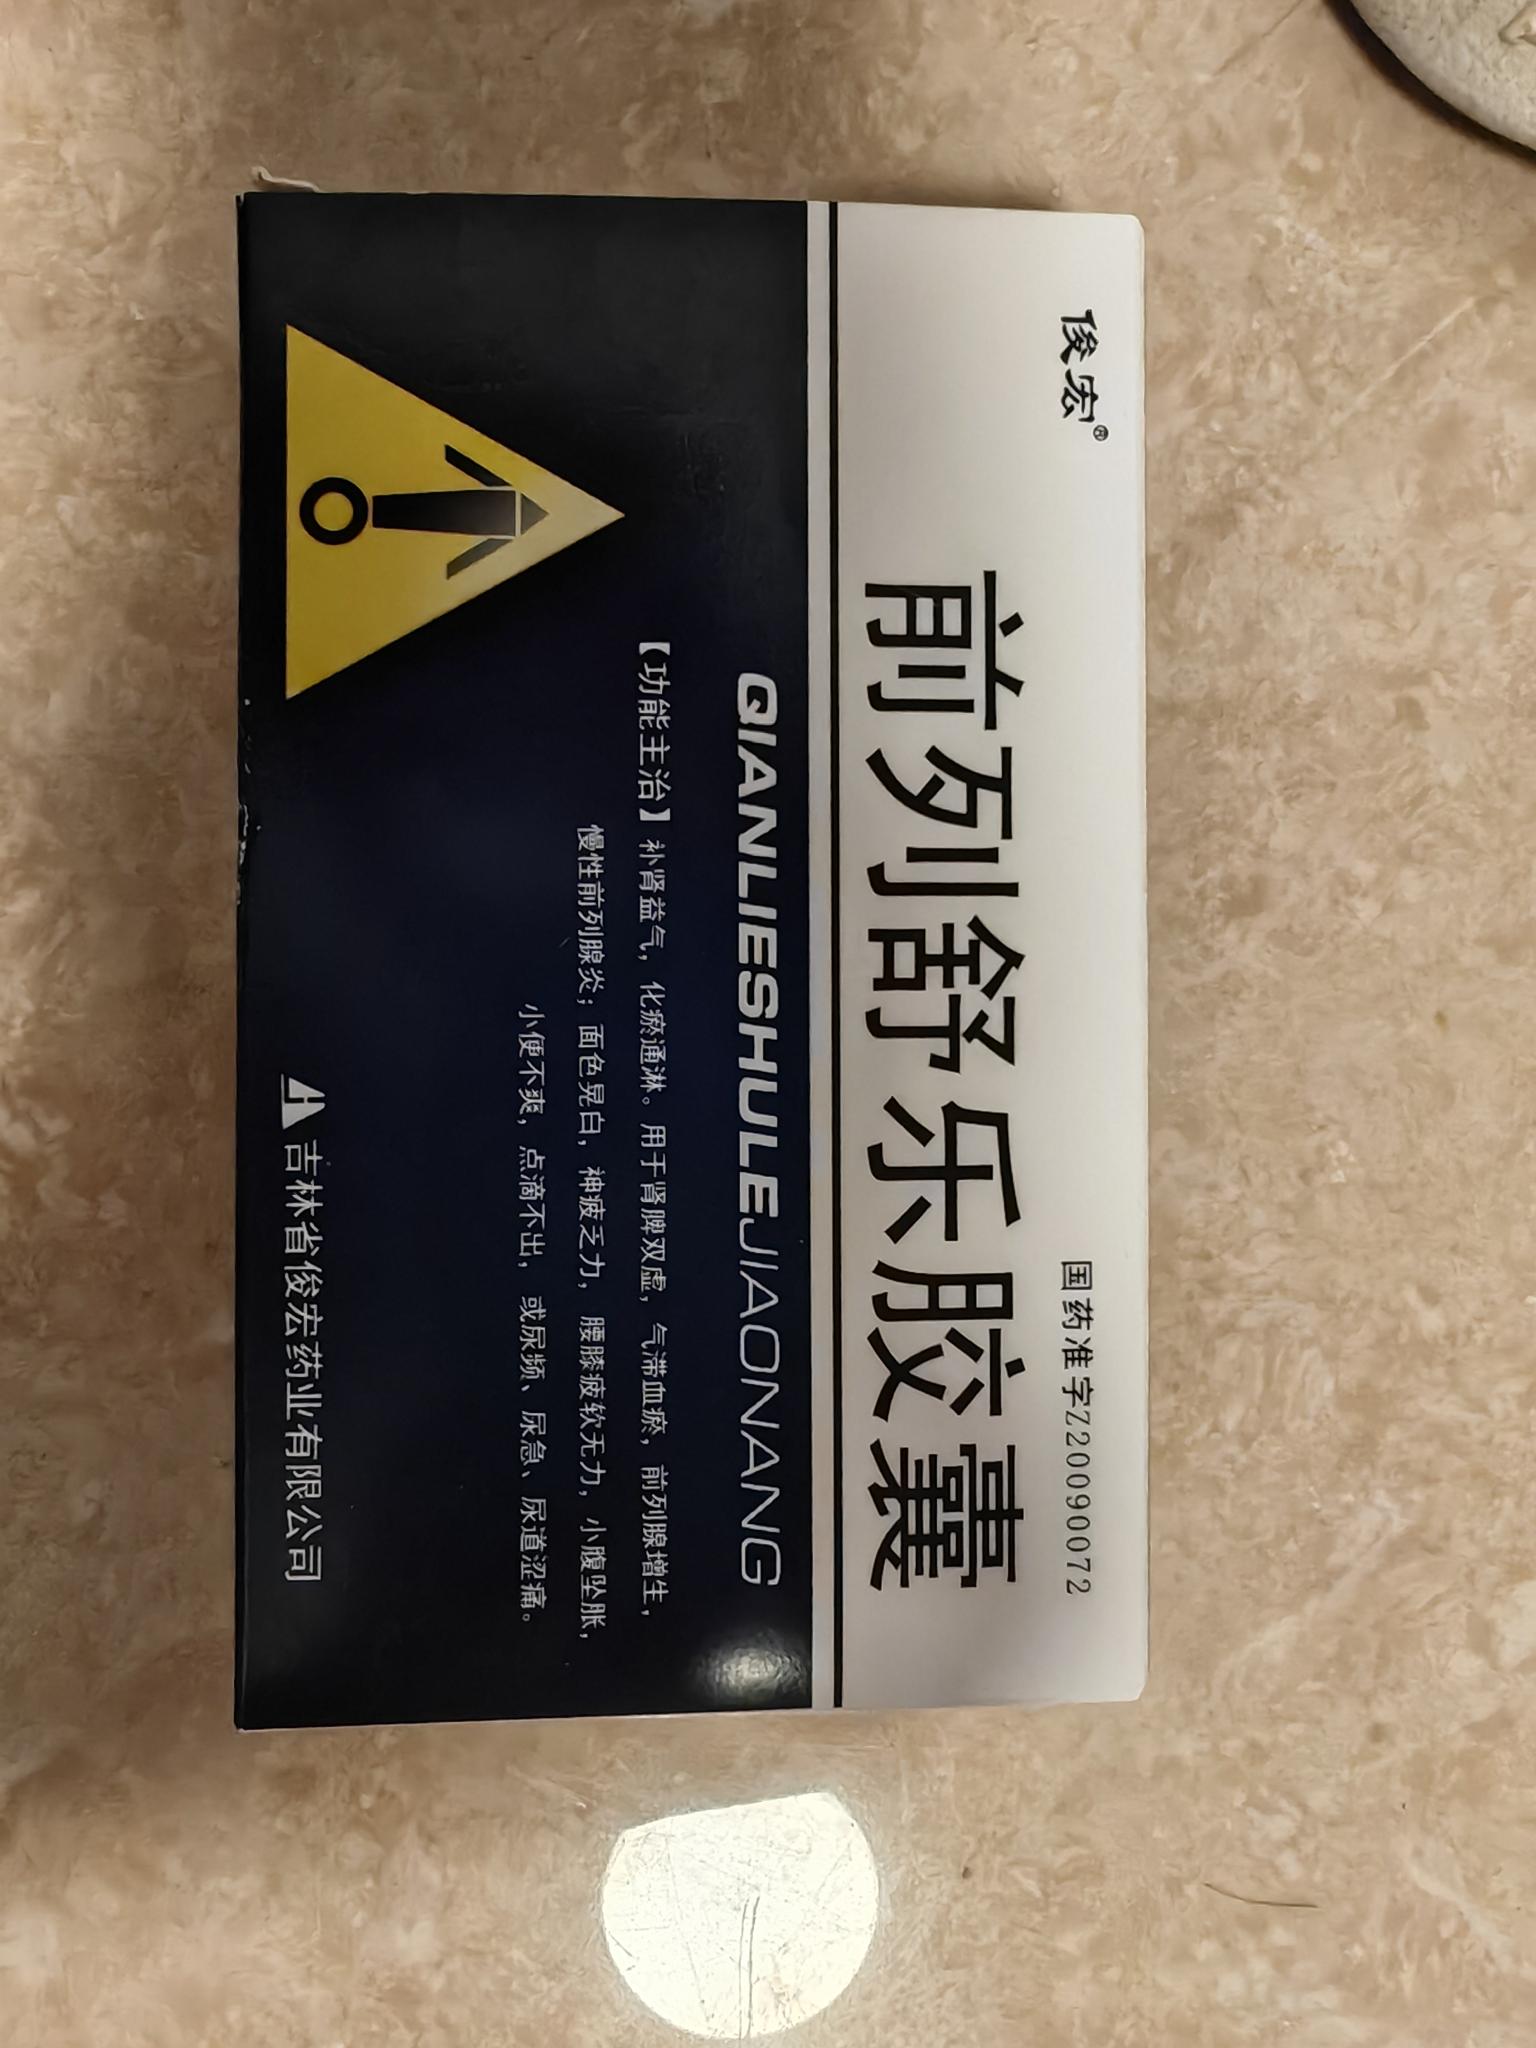 俊宏®
国药准字Z20090072
前列舒乐胶囊
QIANLIESHULEJIAONANG
【功能主治】补肾益气，化瘀通淋。用于肾脾双虚，气滞血瘀，前列腺增生，
慢性前列腺炎；面色晃白，神疲乏力，腰膝疲软无力，小腹坠胀，
小便不爽，点滴不出，或尿频、尿急、尿道涩痛。
吉林省俊宏药业有限公司